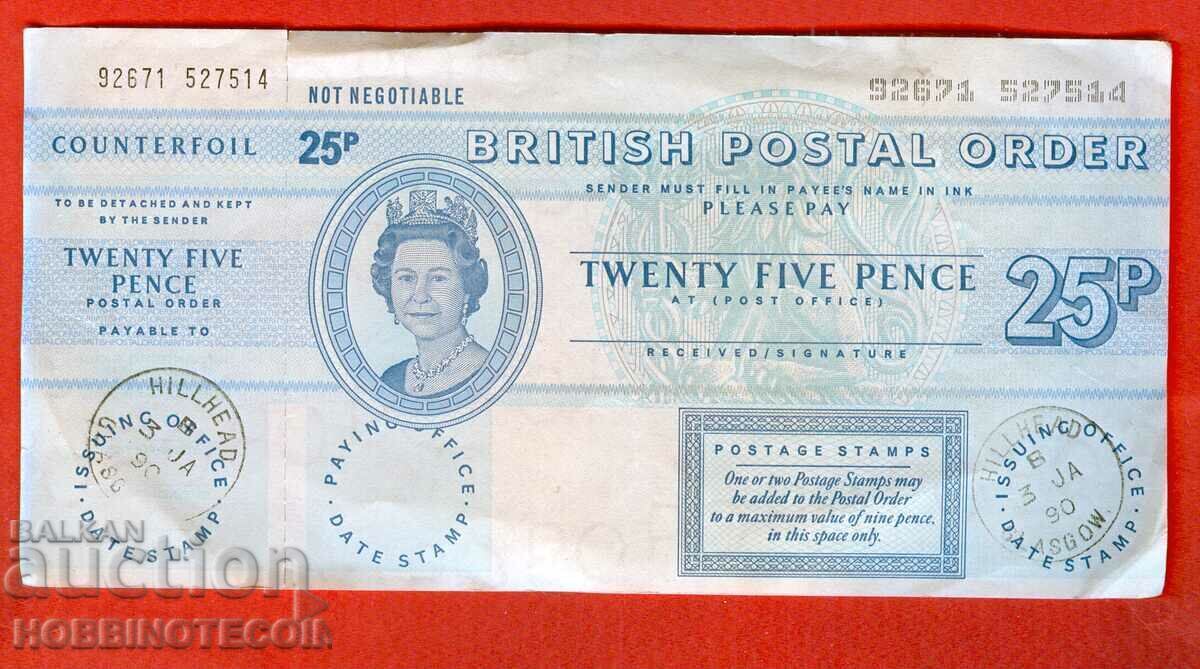 92671 527514
COUNTERFOIL
TO BE DETACHED AND KEPT
BY THE SENDER
TWENTY FIVE
PENCE
POSTAL ORDER
PAYABLE TO
HILLHEAD
B
3 JA
90
ISSUING OFFICE
· DATE STAMP ·
NOT NEGOTIABLE
92671 527514
25P
BRITISH POSTAL ORDER
SENDER MUST FILL IN PAYEE'S NAME IN INK
PLEASE PAY
TWENTY FIVE PENCE
25P
AT (POST OFFICE)
RECEIVED/SIGNATURE
PAYING OFFICE
· DATE STAMP ·
POSTAGE STAMPS
One or two Postage Stamps may
be added to the Postal Order
to a maximum value of nine pence,
in this space only.
HILLHEAD
B
3 JA
90
GLASGOW.
ISSUING OFFICE
· DATE STAMP ·
BALKAN
auction
HOBBINOTECOIL